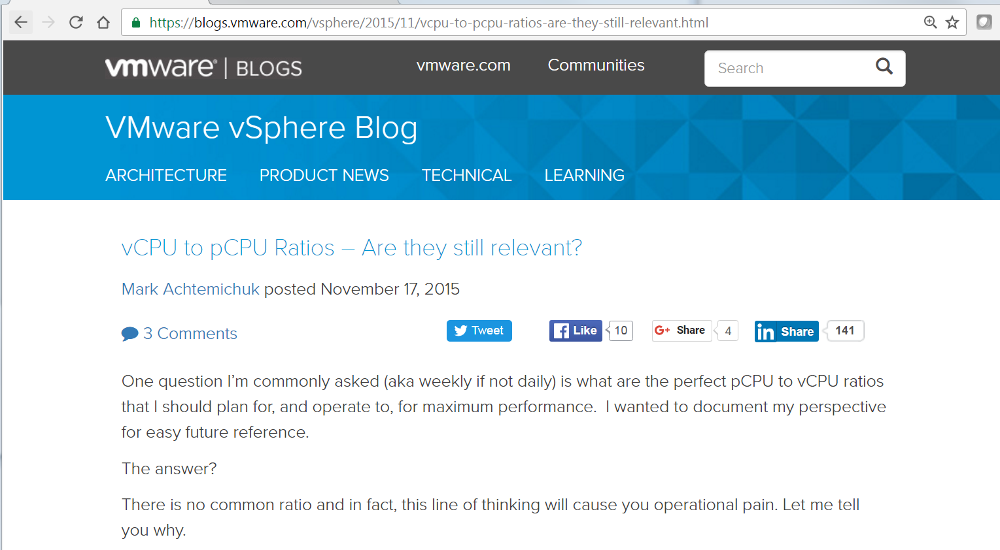 https://blogs.vmware.com/vsphere/2015/11/vcpu-to-pcpu-ratios-are-they-still-relevant.html
vmware® | BLOGS
vmware.com
Communities
Search
VMware vSphere Blog
ARCHITECTURE PRODUCT NEWS TECHNICAL LEARNING
vCPU to pCPU Ratios – Are they still relevant?
Mark Achtemichuk posted November 17, 2015
3 Comments
Tweet
f Like 10
G+ Share 4
in Share 141
One question I’m commonly asked (aka weekly if not daily) is what are the perfect pCPU to vCPU ratios
that I should plan for, and operate to, for maximum performance.  I wanted to document my perspective
for easy future reference.
The answer?
There is no common ratio and in fact, this line of thinking will cause you operational pain. Let me tell
you why.